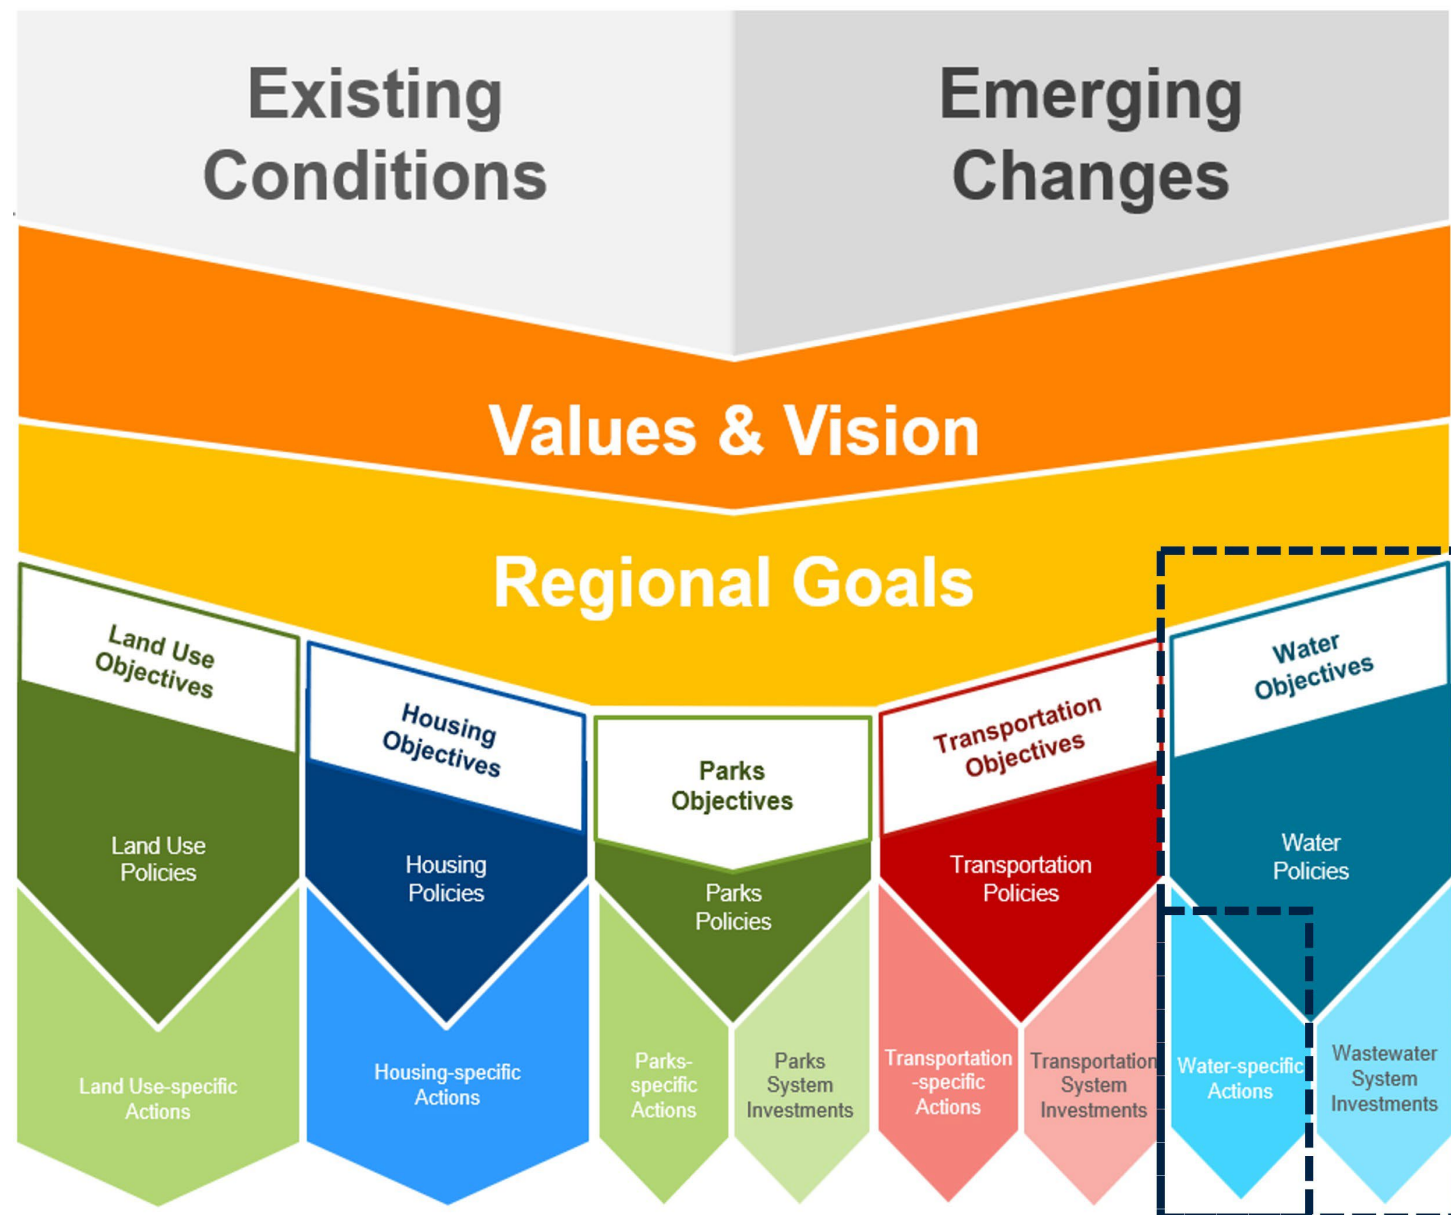 Existing
Conditions
Emerging
Changes
Values & Vision
Regional Goals
Land Use
Objectives
Housing
Objectives
Parks
Objectives
Transportation
Objectives
Water
Objectives
Land Use
Policies
Housing
Policies
Parks
Policies
Transportation
Policies
Water
Policies
Land Use-specific
Actions
Housing-specific
Actions
Parks-
specific
Actions
Parks
System
Investments
Transportation
-specific
Actions
Transportation
System
Investments
Water-specific
Actions
Wastewater
System
Investments